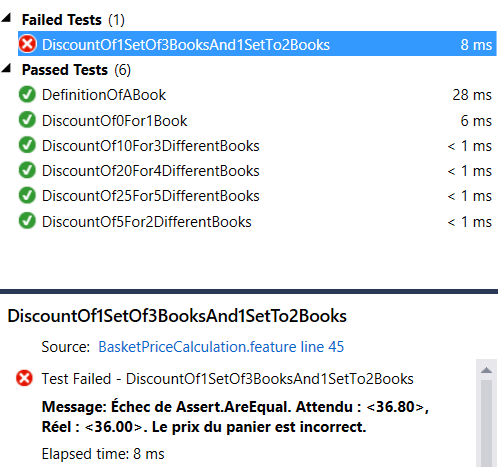 Failed Tests (1)
DiscountOf1SetOf3BooksAnd1SetTo2Books 8 ms
Passed Tests (6)
DefinitionOfABook 28 ms
DiscountOf0For1Book 6 ms
DiscountOf10For3DifferentBooks < 1 ms
DiscountOf20For4DifferentBooks < 1 ms
DiscountOf25For5DifferentBooks < 1 ms
DiscountOf5For2DifferentBooks < 1 ms
DiscountOf1SetOf3BooksAnd1SetTo2Books
Source: BasketPriceCalculation.feature line 45
Test Failed - DiscountOf1SetOf3BooksAnd1SetTo2Books
Message: Échec de Assert.AreEqual. Attendu : <36.80>,
Réel : <36.00>. Le prix du panier est incorrect.
Elapsed time: 8 ms